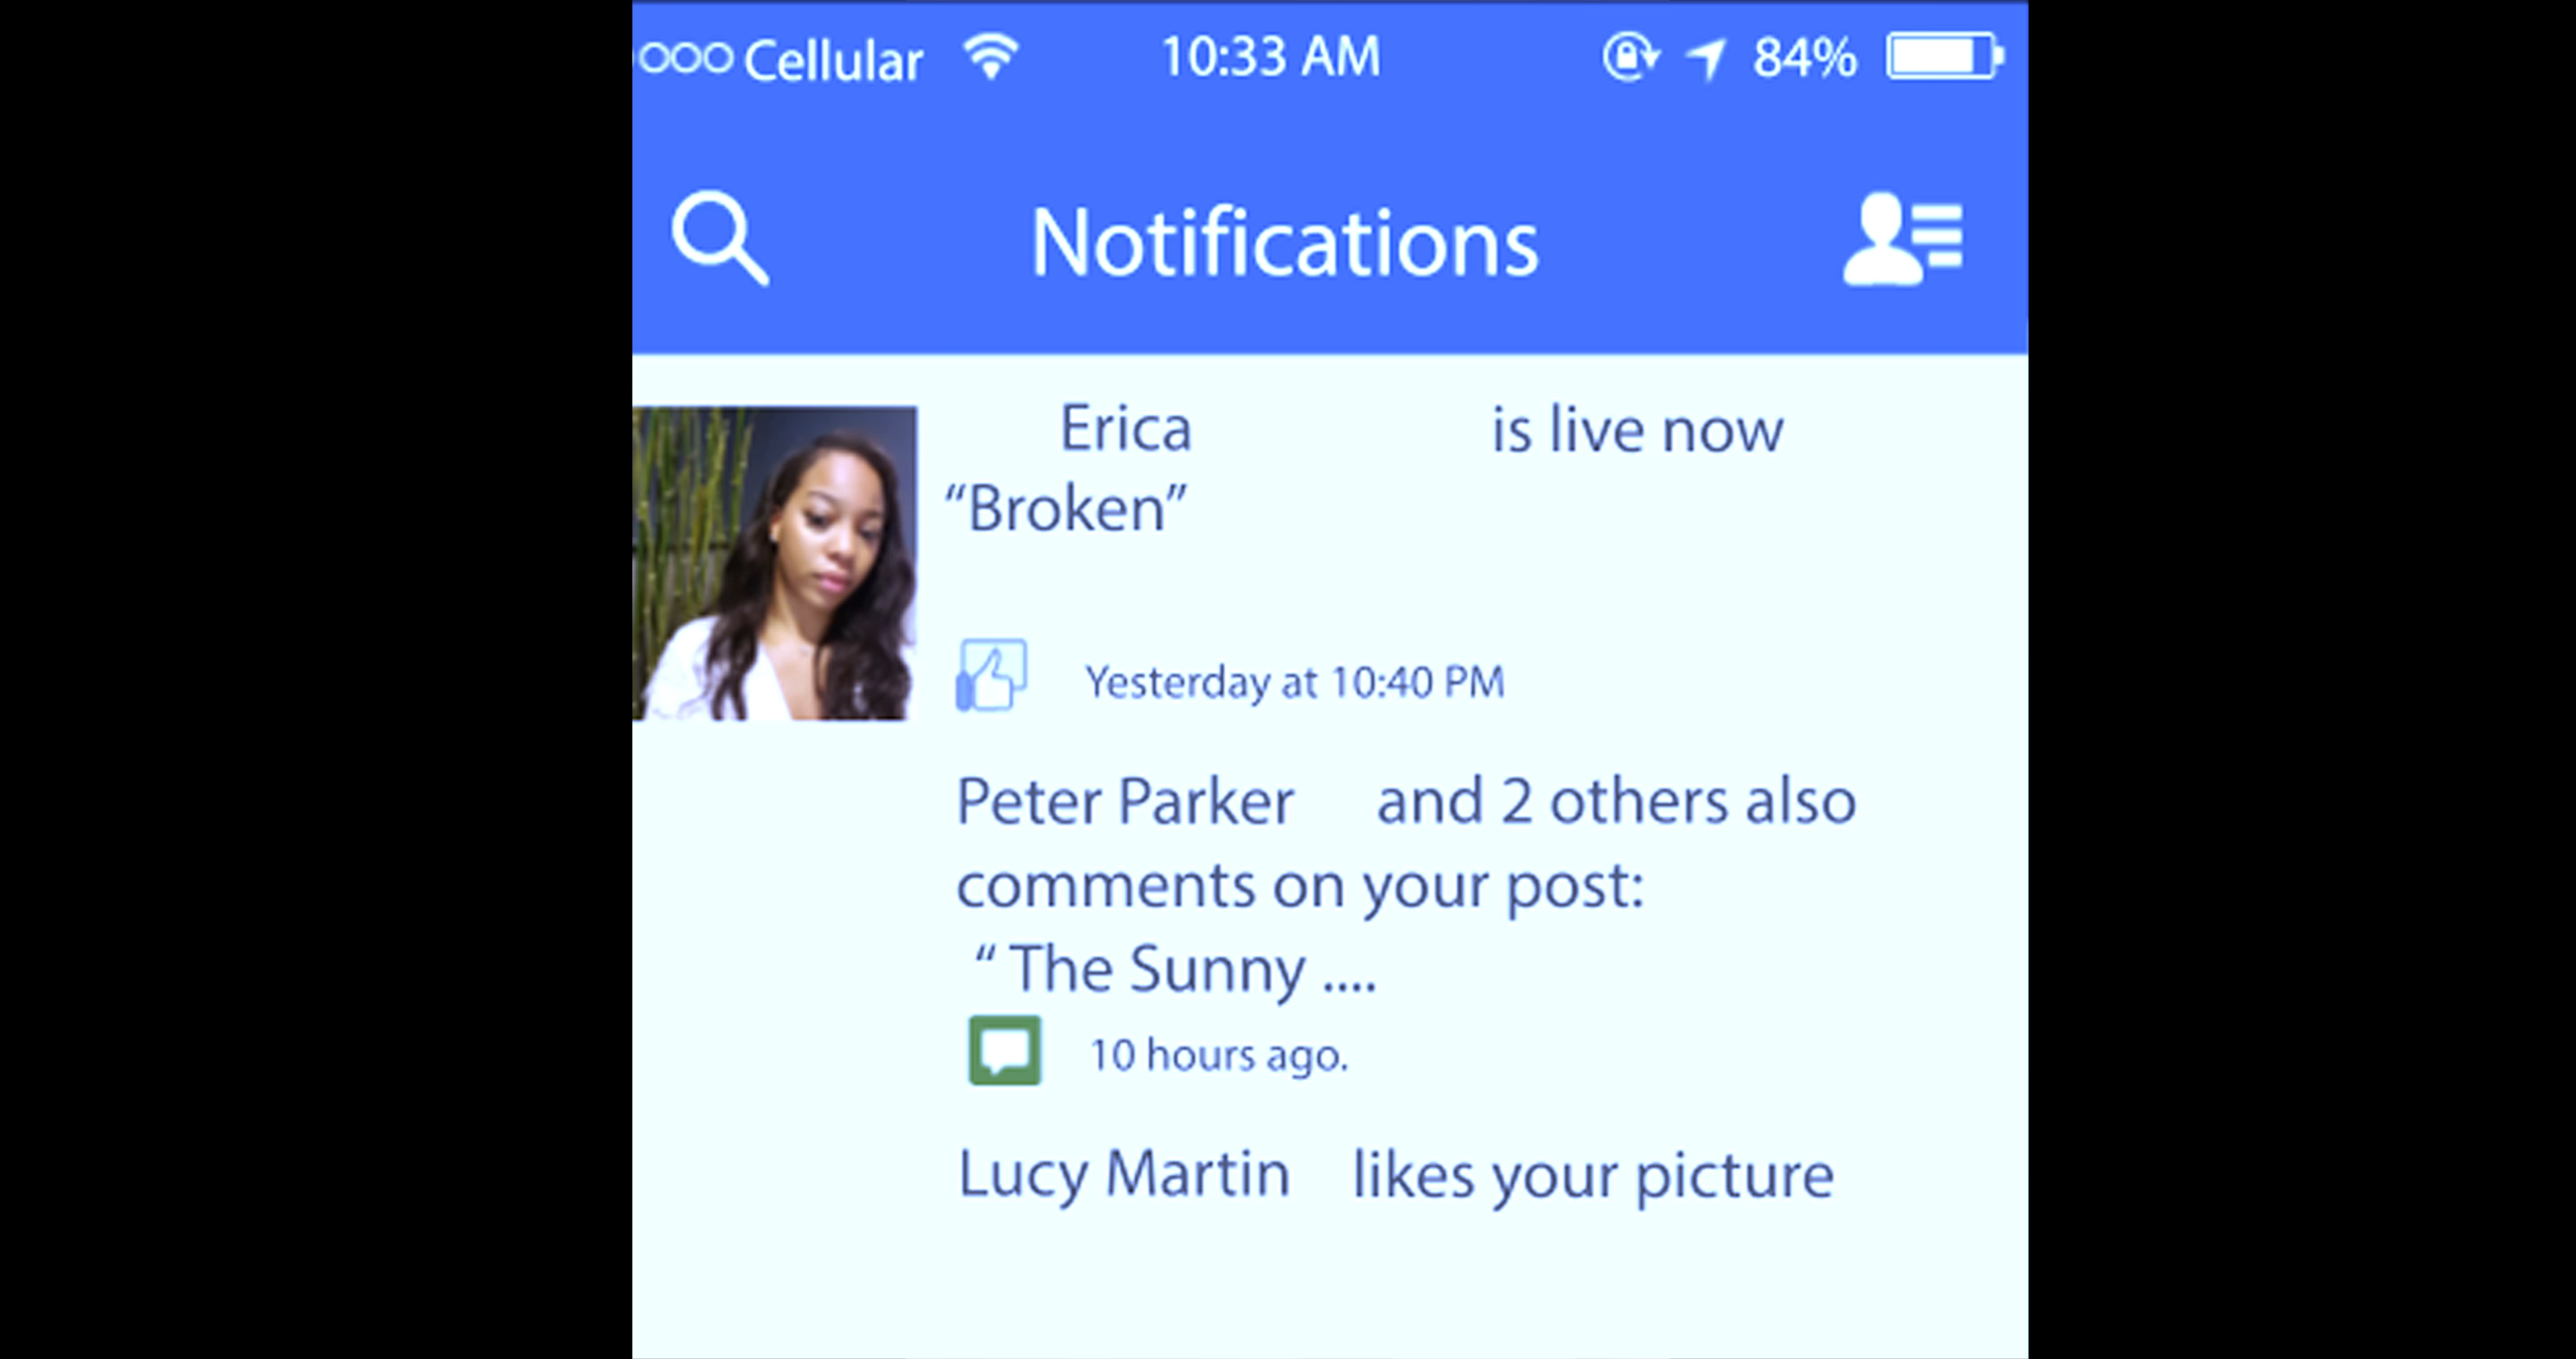 Cellular 10:33 AM 84%
Notifications
Erica is live now
“Broken”
Yesterday at 10:40 PM
Peter Parker and 2 others also
comments on your post:
“ The Sunny ....
10 hours ago.
Lucy Martin likes your picture